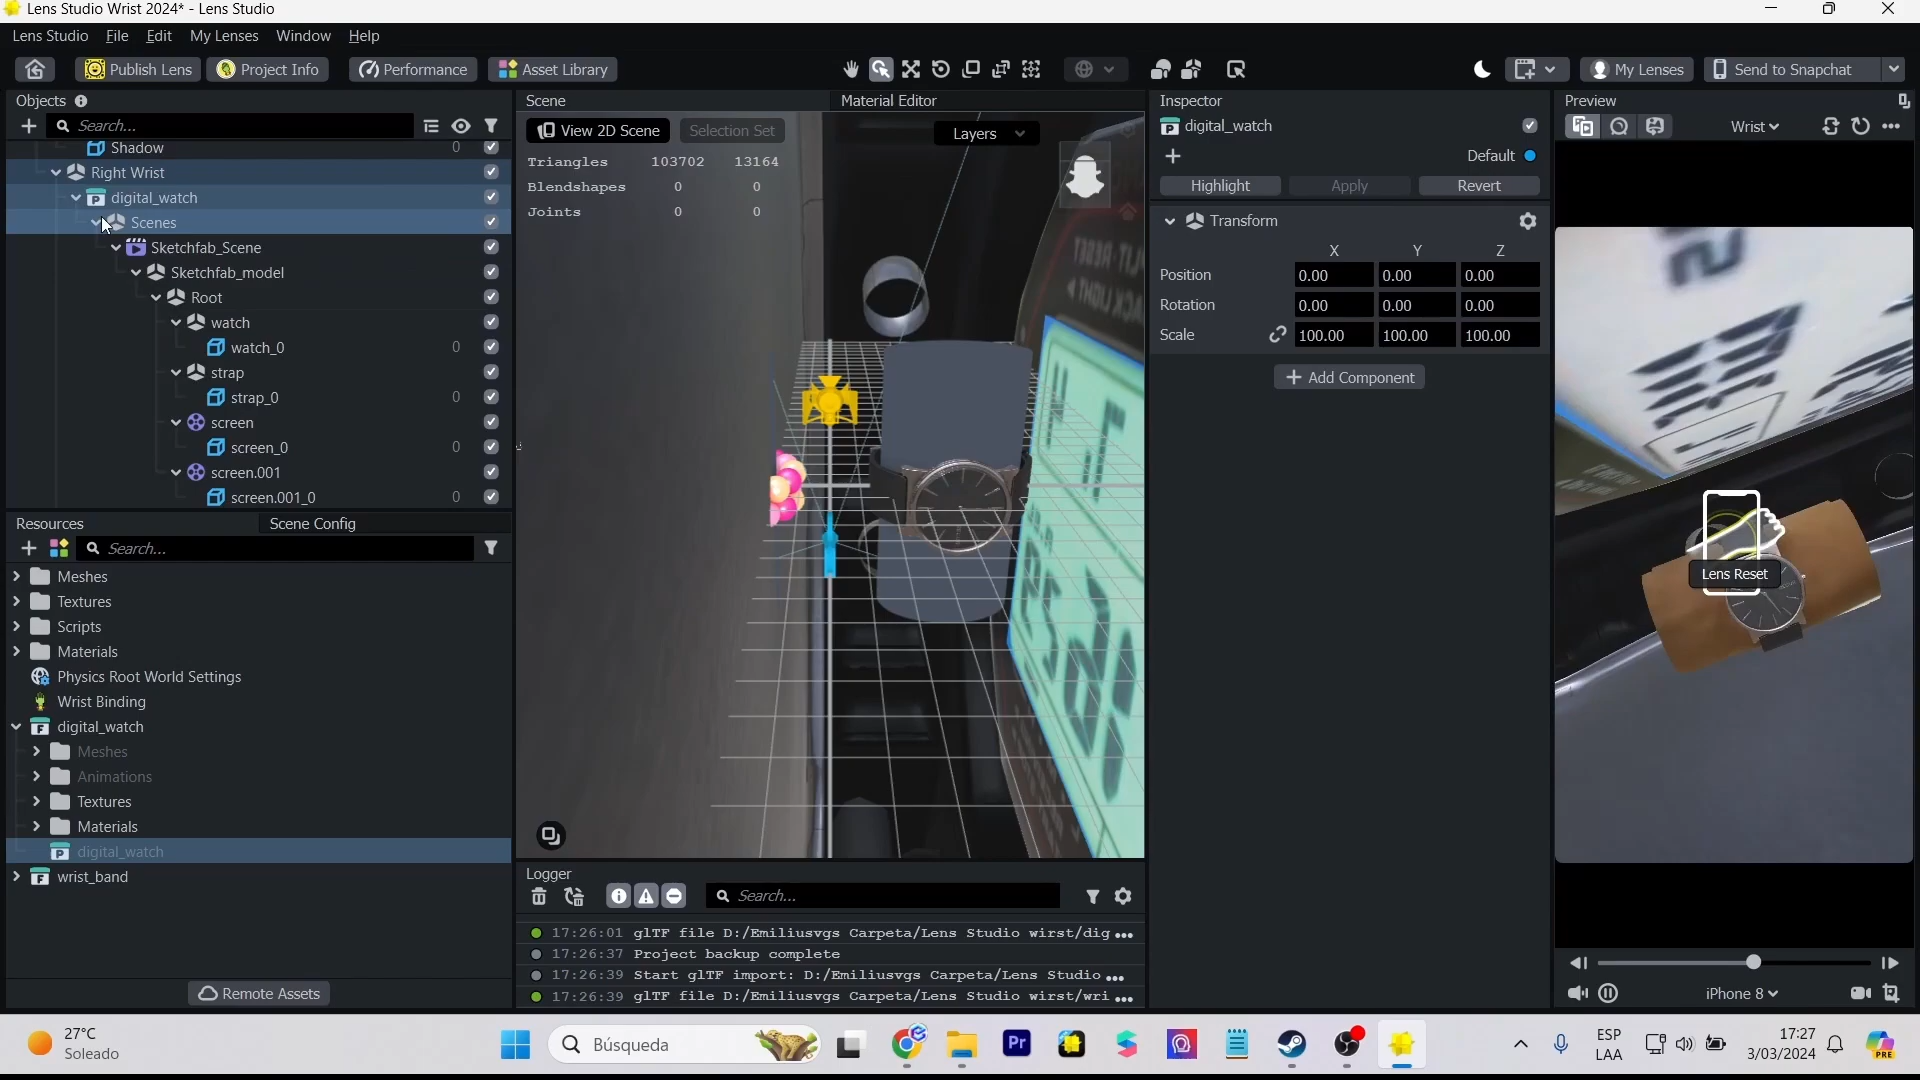 Lens Studio Wrist 2024* - Lens Studio
Lens Studio File Edit My Lenses Window Help
Publish Lens Project Info Performance Asset Library My Lenses Send to Snapchat
Objects
Search...
Shadow 0
Right Wrist
digital_watch
Scenes
Sketchfab_Scene
Sketchfab_model
Root
watch
watch_0 0
strap
strap_0 0
screen
screen_0 0
screen.001
screen.001_0 0
Resources Scene Config
Search...
Meshes
Textures
Scripts
Materials
Physics Root World Settings
Wrist Binding
digital_watch
Meshes
Animations
Textures
Materials
digital_watch
wrist_band
Remote Assets
Scene Material Editor
View 2D Scene Selection Set Layers
Triangles 103702 13164
Blendshapes 0 0
Joints 0 0
Logger
Search...
17:26:01 glTF file D:/Emiliusvgs Carpeta/Lens Studio wirst/dig...
17:26:37 Project backup complete
17:26:39 Start glTF import: D:/Emiliusvgs Carpeta/Lens Studio ...
17:26:39 glTF file D:/Emiliusvgs Carpeta/Lens Studio wirst/wri...
Inspector
digital_watch
Default
Highlight Apply Revert
Transform
X Y Z
Position 0.00 0.00 0.00
Rotation 0.00 0.00 0.00
Scale 100.00 100.00 100.00
+ Add Component
Preview
Wrist
Lens Reset
iPhone 8
27°C
Soleado
Búsqueda
Pr
ESP
LAA
17:27
3/03/2024
PRE